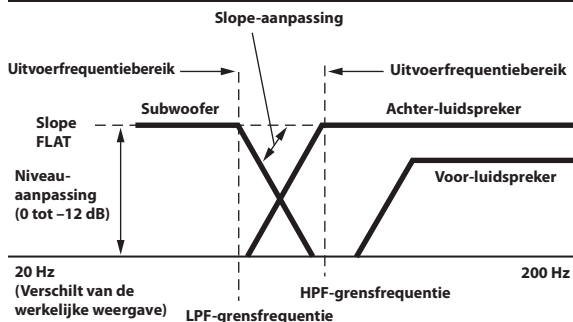 Slope-aanpassing
Uitvoerfrequentiebereik
Uitvoerfrequentiebereik
Subwoofer
Achter-luidspreker
Slope
FLAT
Voor-luidspreker
Niveau-
aanpassing
(0 tot –12 dB)
20 Hz
(Verschilt van de
werkelijke weergave)
200 Hz
HPF-grensfrequentie
LPF-grensfrequentie